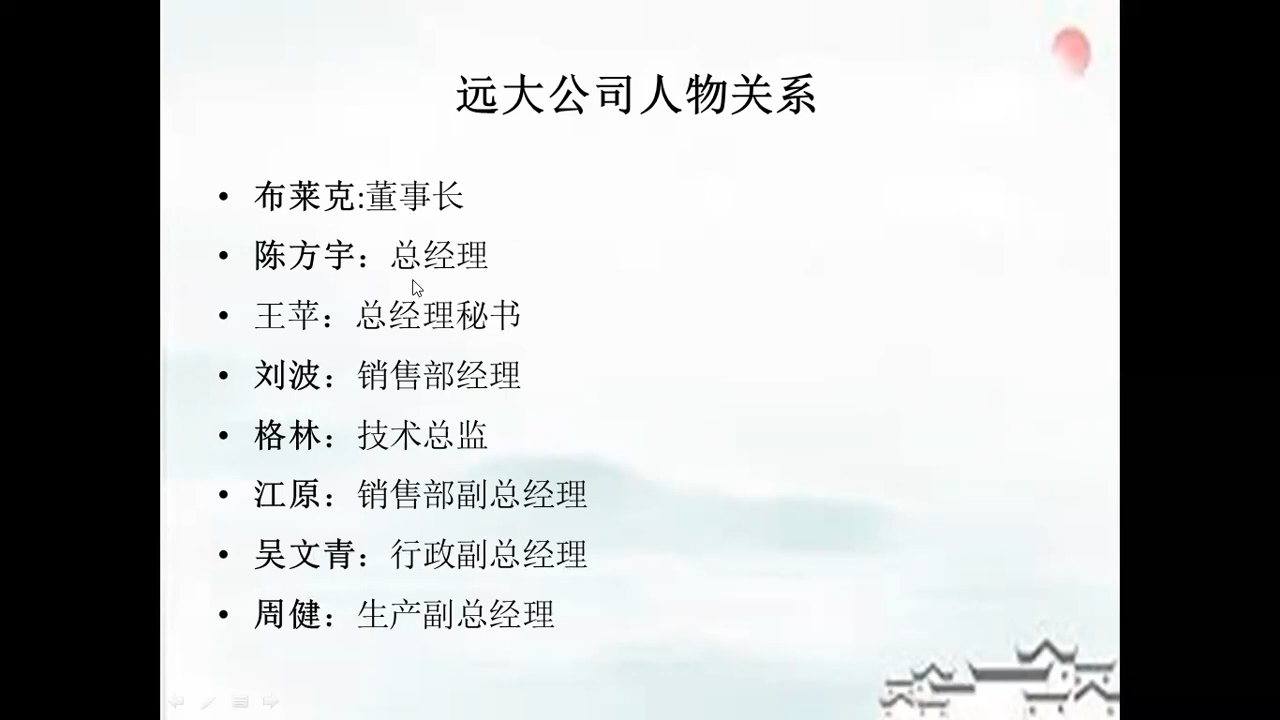 远大公司人物关系
• 布莱克:董事长
• 陈方宇：总经理
• 王苹：总经理秘书
• 刘波：销售部经理
• 格林：技术总监
• 江原：销售部副总经理
• 吴文青：行政副总经理
• 周健：生产副总经理